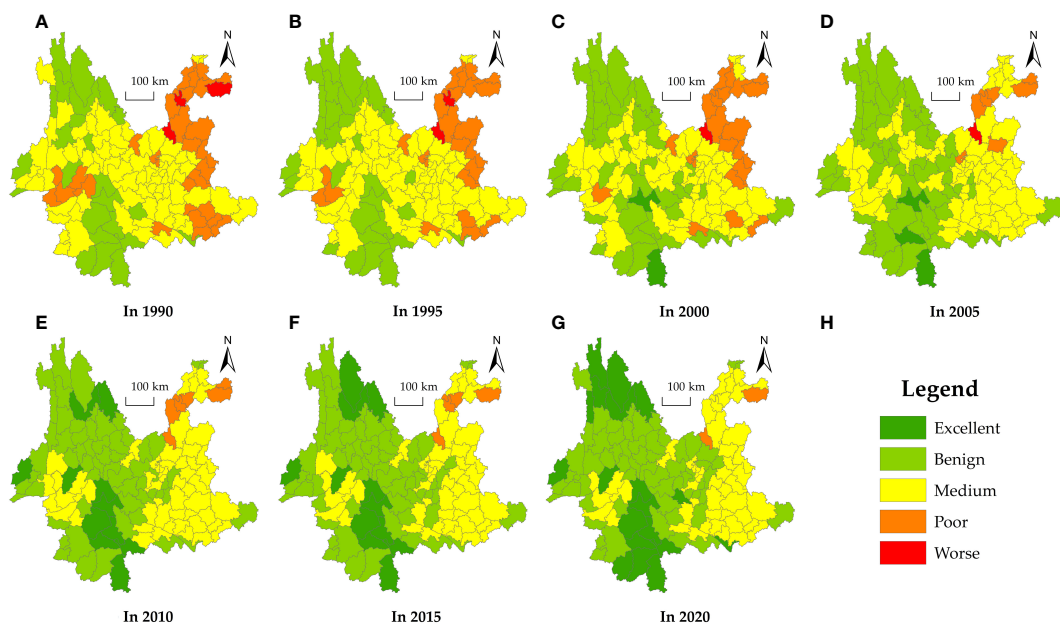 A
B
C
D
N
N
N
N
100 km
100 km
100 km
100 km
In 1990
In 1995
In 2000
In 2005
E
F
G
H
N
N
N
100 km
100 km
100 km
Legend
Excellent
Benign
Medium
Poor
Worse
In 2010
In 2015
In 2020